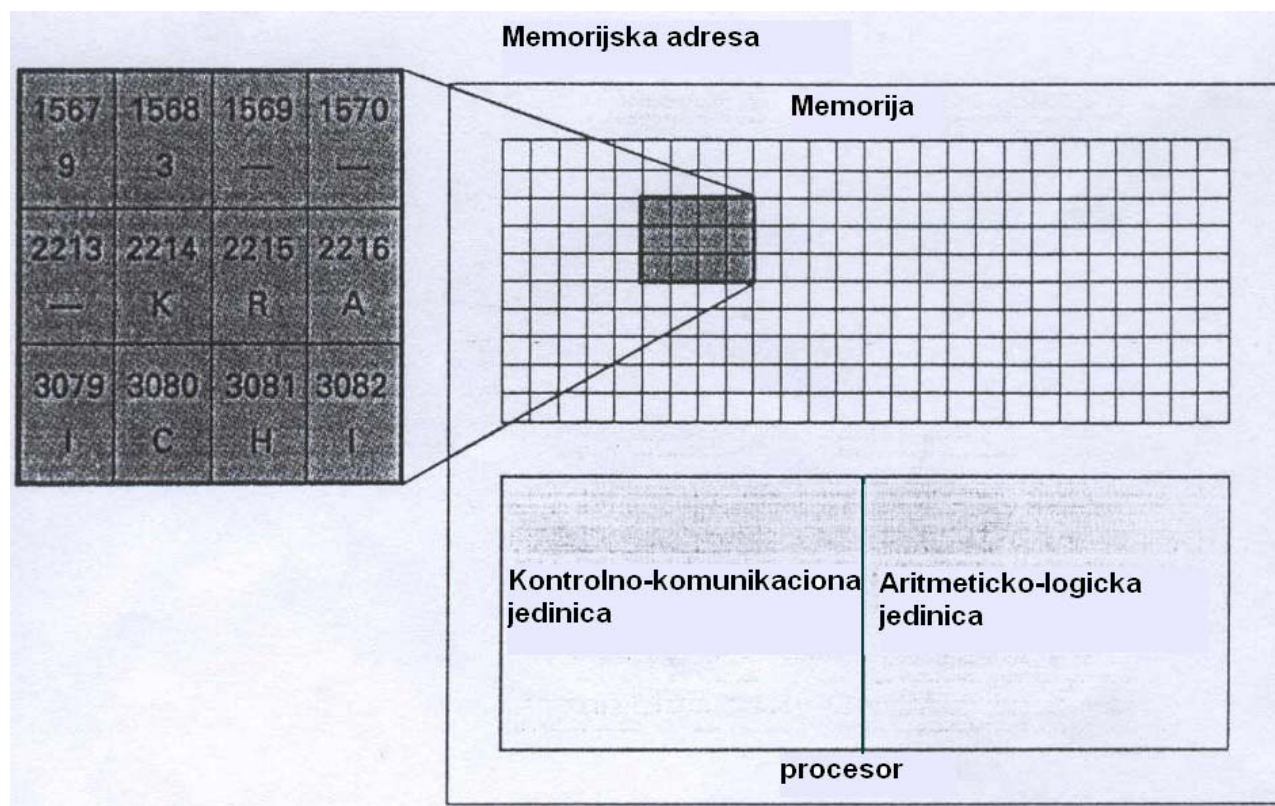 Memorijska adresa
1567 1568 1569 1570
9 3 — —
2213 2214 2215 2216
— K R A
3079 3080 3081 3082
I C H I
Memorija
Kontrolno-komunikaciona
jedinica
Aritmeticko-logicka
jedinica
procesor